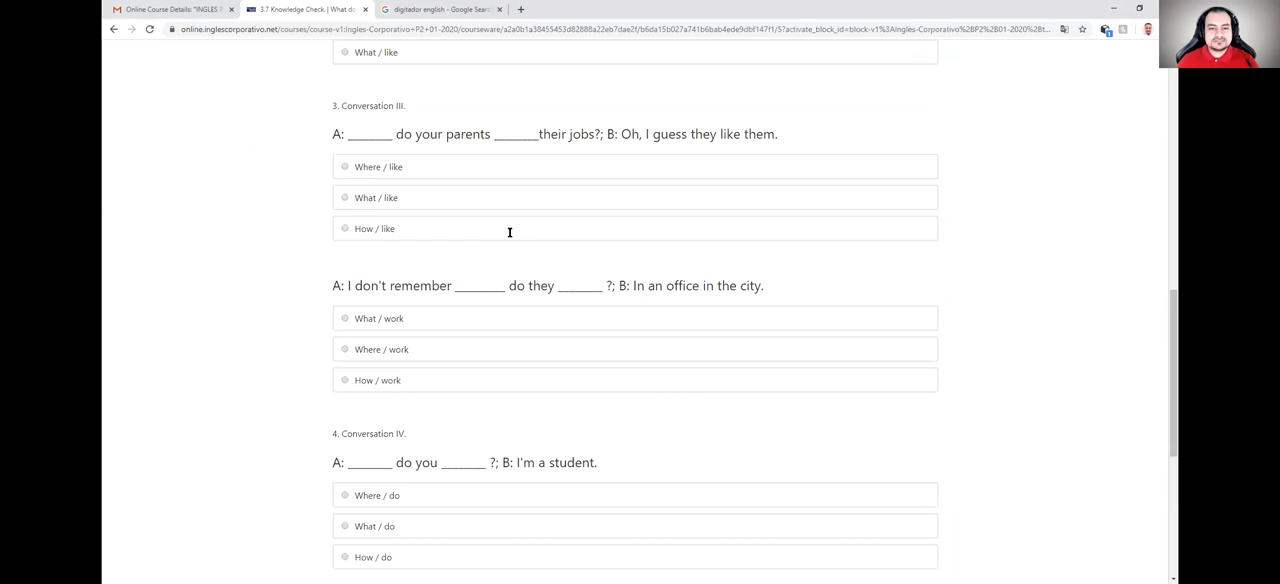 Online Course Details: "INGLES P
3.7 Knowledge Check. | What do
digitador english - Google Sear
online.inglescorporativo.net/courses/course-v1:Ingles-Corporativo+P2+01-2020/courseware/a2a0b1a38455453d82888a22eb7dae2f/b6da15b027a741b6bab4ede9dbf147f1/5?activate_block_id=block-v1%3AIngles-Corporativo%2BP2%2B01-2020%2Bt...
What / like
3. Conversation III.
A: _______ do your parents _______their jobs?; B: Oh, I guess they like them.
Where / like
What / like
How / like
A: I don't remember ________ do they _______ ?; B: In an office in the city.
What / work
Where / work
How / work
4. Conversation IV.
A: _______ do you _______ ?; B: I'm a student.
Where / do
What / do
How / do